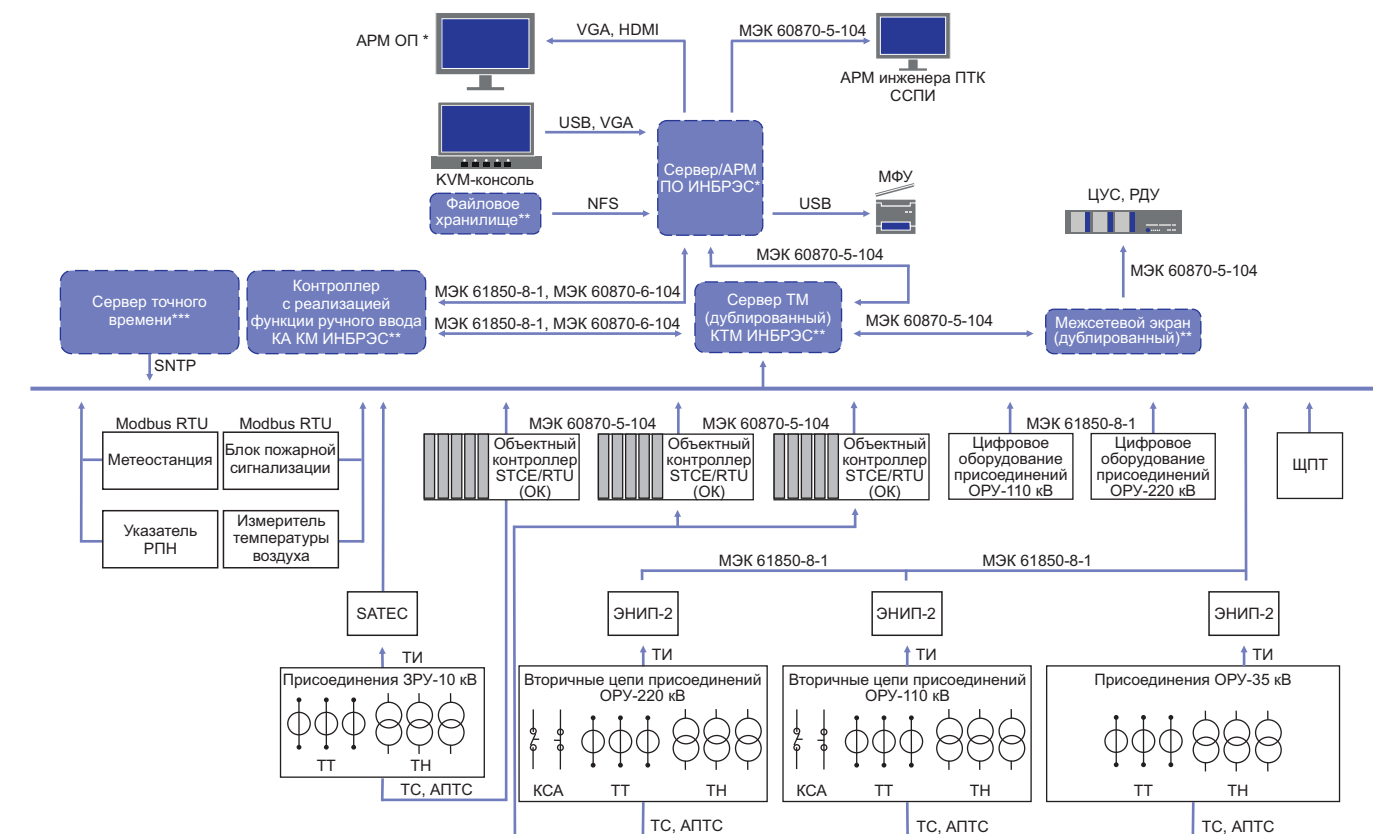 АРМ ОП *
VGA, HDMI
МЭК 60870-5-104
АРМ инженера ПТК
ССПИ
KVM-консоль
USB, VGA
Сервер/АРМ
ПО ИНБРЭС*
Файловое
хранилище**
NFS
USB
МФУ
ЦУС, РДУ
МЭК 60870-5-104
МЭК 60870-5-104
Сервер точного
времени***
Контроллер
с реализацией
функции ручного ввода
КА КМ ИНБРЭС**
МЭК 61850-8-1, МЭК 60870-6-104
МЭК 61850-8-1, МЭК 60870-6-104
Сервер ТМ
(дублированный)
КТМ ИНБРЭС**
МЭК 60870-5-104
Межсетевой экран
(дублированный)**
SNTP
Modbus RTU
Modbus RTU
МЭК 60870-5-104
МЭК 60870-5-104
МЭК 61850-8-1
Метеостанция
Блок пожарной
сигнализации
Объектный
контроллер
STCE/RTU
(ОК)
Объектный
контроллер
STCE/RTU
(ОК)
Объектный
контроллер
STCE/RTU
(ОК)
Цифровое
оборудование
присоединений
ОРУ-110 кВ
Цифровое
оборудование
присоединений
ОРУ-220 кВ
ЩПТ
Указатель
РПН
Измеритель
температуры
воздуха
МЭК 61850-8-1
МЭК 61850-8-1
SATEC
ЭНИП-2
ЭНИП-2
ЭНИП-2
ТИ
ТИ
ТИ
ТИ
Присоединения ЗРУ-10 кВ
ТТ
ТН
Вторичные цепи присоединений
ОРУ-220 кВ
КСА
ТТ
ТН
Вторичные цепи присоединений
ОРУ-110 кВ
КСА
ТТ
ТН
Присоединения ОРУ-35 кВ
ТТ
ТН
ТС, АПТС
ТС, АПТС
ТС, АПТС
ТС, АПТС